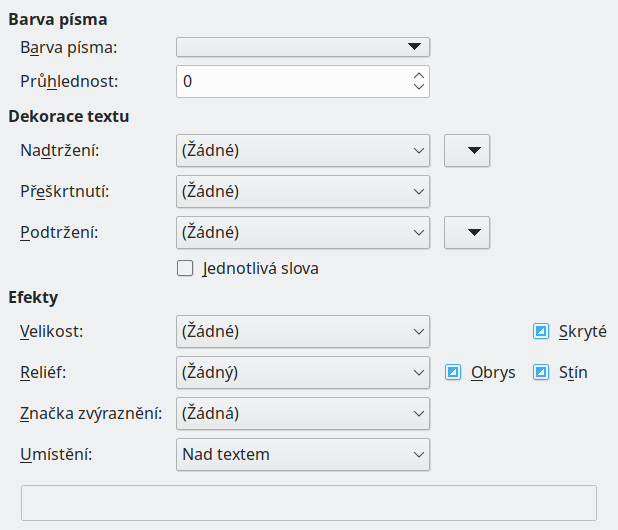 Barva písma
Barva písma:
Průhlednost: 0
Dekorace textu
Nadtržení: (Žádné)
Přeškrtnutí: (Žádné)
Podtržení: (Žádné)
Jednotlivá slova
Efekty
Velikost: (Žádné) Skryté
Reliéf: (Žádný) Obrys Stín
Značka zvýraznění: (Žádná)
Umístění: Nad textem